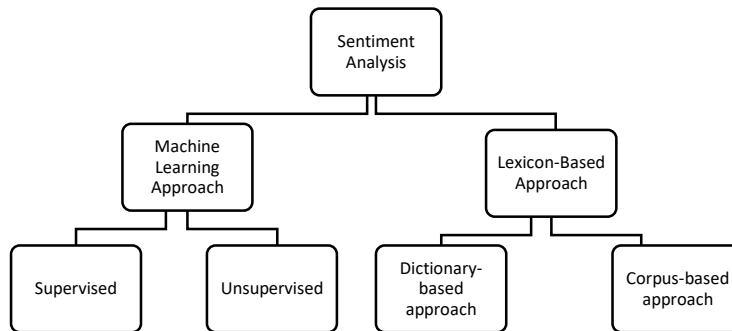 Sentiment
Analysis
Machine
Learning
Approach
Lexicon-Based
Approach
Supervised
Unsupervised
Dictionary-
based
approach
Corpus-based
approach